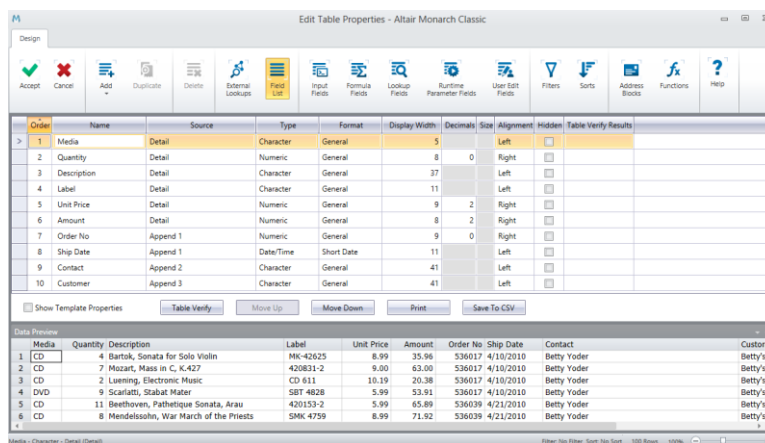 M Edit Table Properties - Altair Monarch Classic
Design
Accept Cancel Add Duplicate Delete External Lookups Field List Input Fields Formula Fields Lookup Fields Runtime Parameter Fields User Edit Fields Filters Sorts Address Blocks Functions Help
Order Name Source Type Format Display Width Decimals Size Alignment Hidden Table Verify Results
> 1 Media Detail Character General 5 Left
2 Quantity Detail Numeric General 8 0 Right
3 Description Detail Character General 37 Left
4 Label Detail Character General 11 Left
5 Unit Price Detail Numeric General 9 2 Right
6 Amount Detail Numeric General 8 2 Right
7 Order No Append 1 Numeric General 9 0 Right
8 Ship Date Append 1 Date/Time Short Date 11 Left
9 Contact Append 2 Character General 41 Left
10 Customer Append 3 Character General 41 Left
Show Template Properties Table Verify Move Up Move Down Print Save To CSV
Data Preview
Media Quantity Description Label Unit Price Amount Order No Ship Date Contact Custor
1 CD 4 Bartok, Sonata for Solo Violin MK-42625 8.99 35.96 536017 4/10/2010 Betty Yoder Betty's
2 CD 7 Mozart, Mass in C, K.427 420831-2 9.00 63.00 536017 4/10/2010 Betty Yoder Betty's
3 CD 2 Luening, Electronic Music CD 611 10.19 20.38 536017 4/10/2010 Betty Yoder Betty's
4 DVD 9 Scarlatti, Stabat Mater SBT 4828 5.99 53.91 536017 4/10/2010 Betty Yoder Betty's
5 CD 11 Beethoven, Pathetique Sonata, Arau 420153-2 5.99 65.89 536039 4/21/2010 Betty Yoder Betty's
6 CD 8 Mendelssohn, War March of the Priests SMK 4759 8.99 71.92 536039 4/21/2010 Betty Yoder Betty's
Media - Character - Detail (Detail) Filter: No Filter, Sort: No Sort 100 Rows 100%